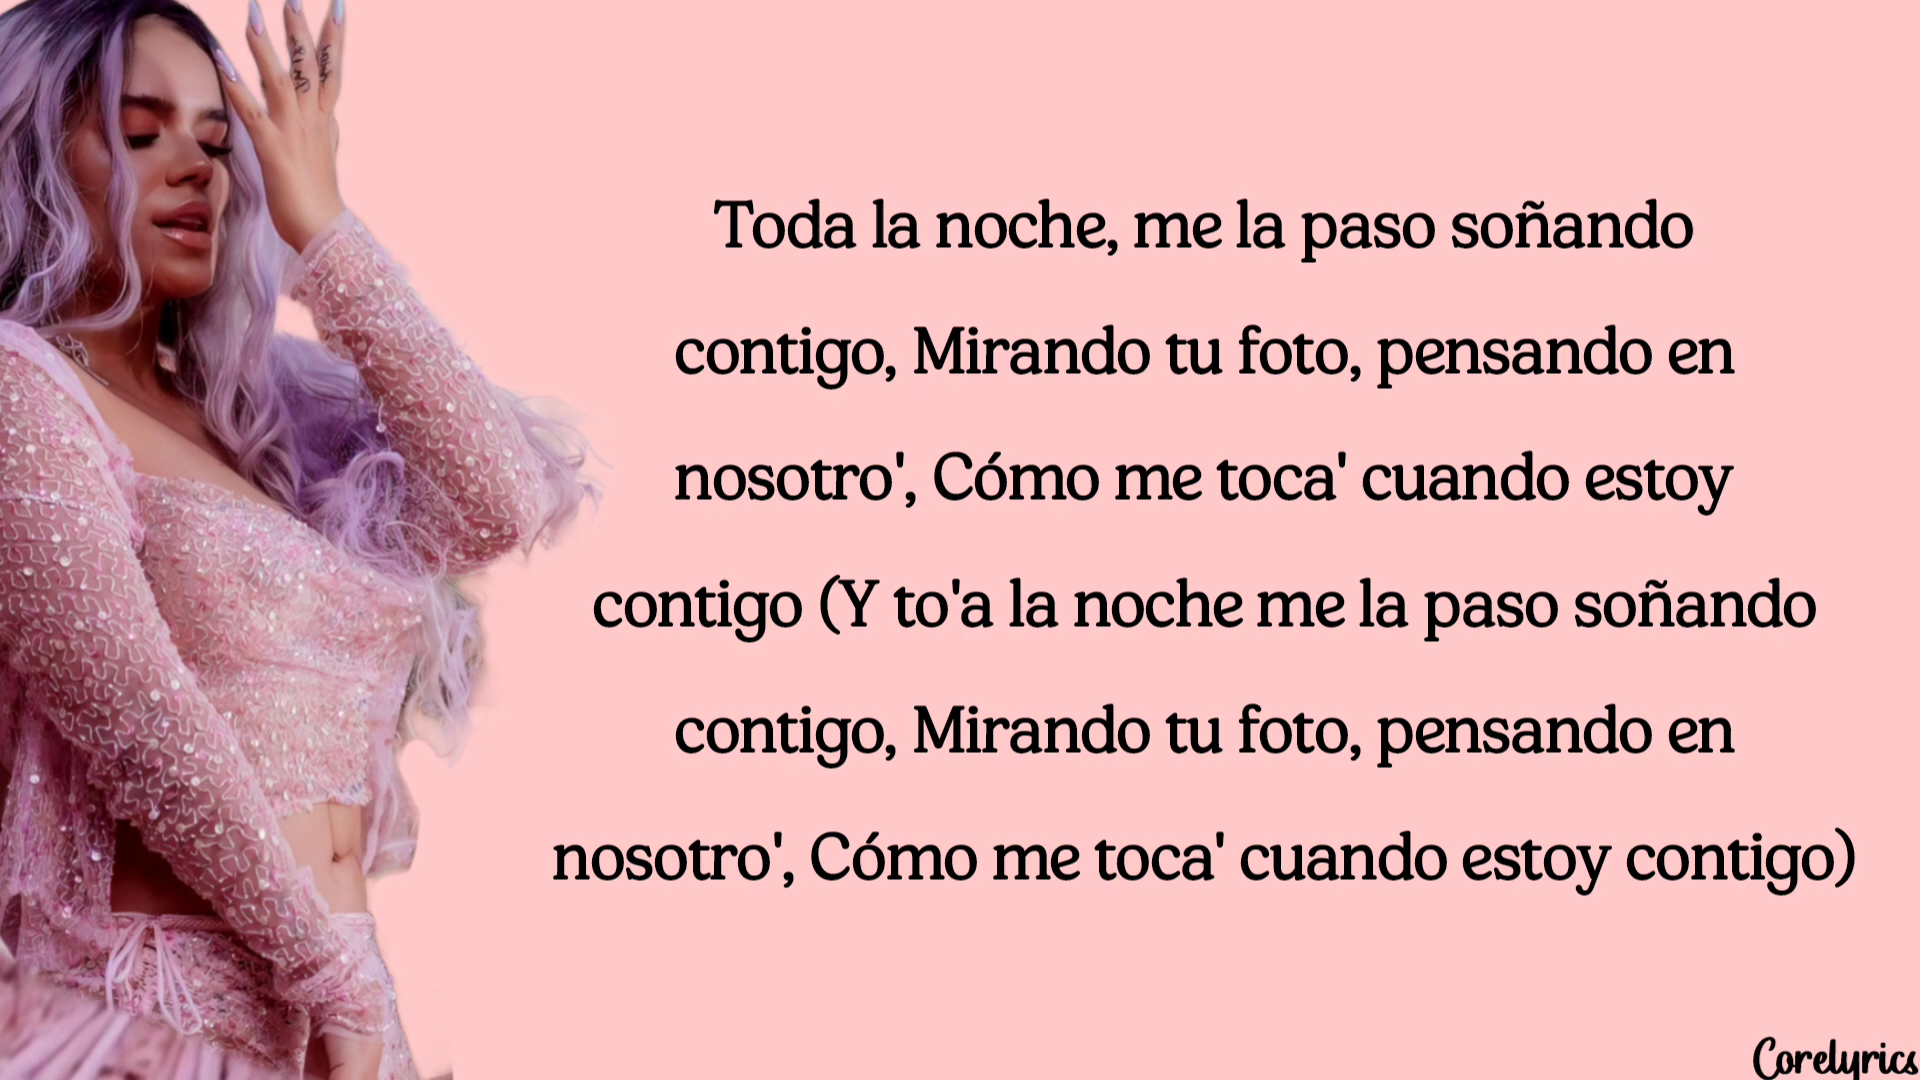 Toda la noche, me la paso soñando
contigo, Mirando tu foto, pensando en
nosotro', Cómo me toca' cuando estoy
contigo (Y to'a la noche me la paso soñando
contigo, Mirando tu foto, pensando en
nosotro', Cómo me toca' cuando estoy contigo)
Corelyrics